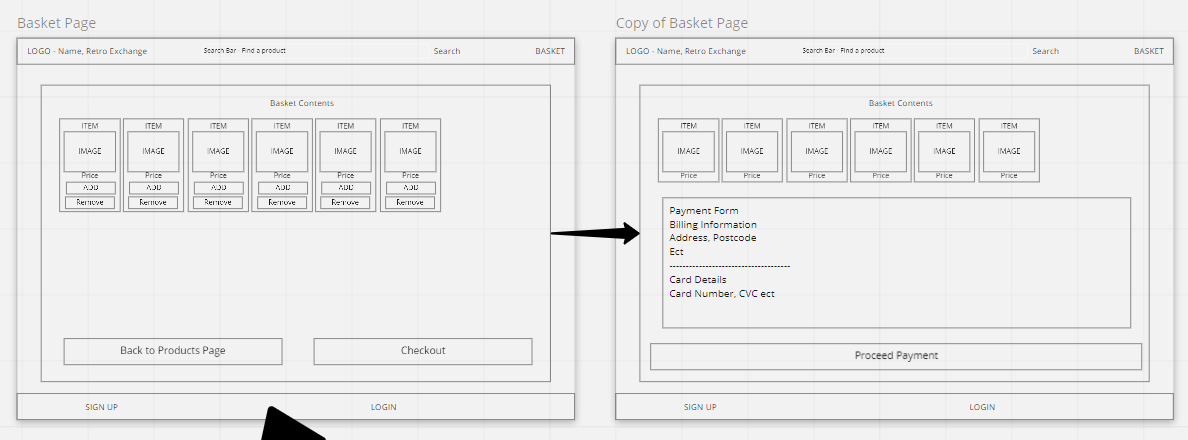 Basket Page
LOGO - Name, Retro Exchange Search Bar - Find a product Search BASKET
Basket Contents
ITEM ITEM ITEM ITEM ITEM ITEM
IMAGE IMAGE IMAGE IMAGE IMAGE IMAGE
Price Price Price Price Price Price
ADD ADD ADD ADD ADD ADD
Remove Remove Remove Remove Remove Remove
Back to Products Page Checkout
SIGN UP LOGIN
Copy of Basket Page
LOGO - Name, Retro Exchange Search Bar - Find a product Search BASKET
Basket Contents
ITEM ITEM ITEM ITEM ITEM ITEM
IMAGE IMAGE IMAGE IMAGE IMAGE IMAGE
Price Price Price Price Price Price
Payment Form
Billing Information
Address, Postcode
Ect
------------------------------------
Card Details
Card Number, CVC ect
Proceed Payment
SIGN UP LOGIN